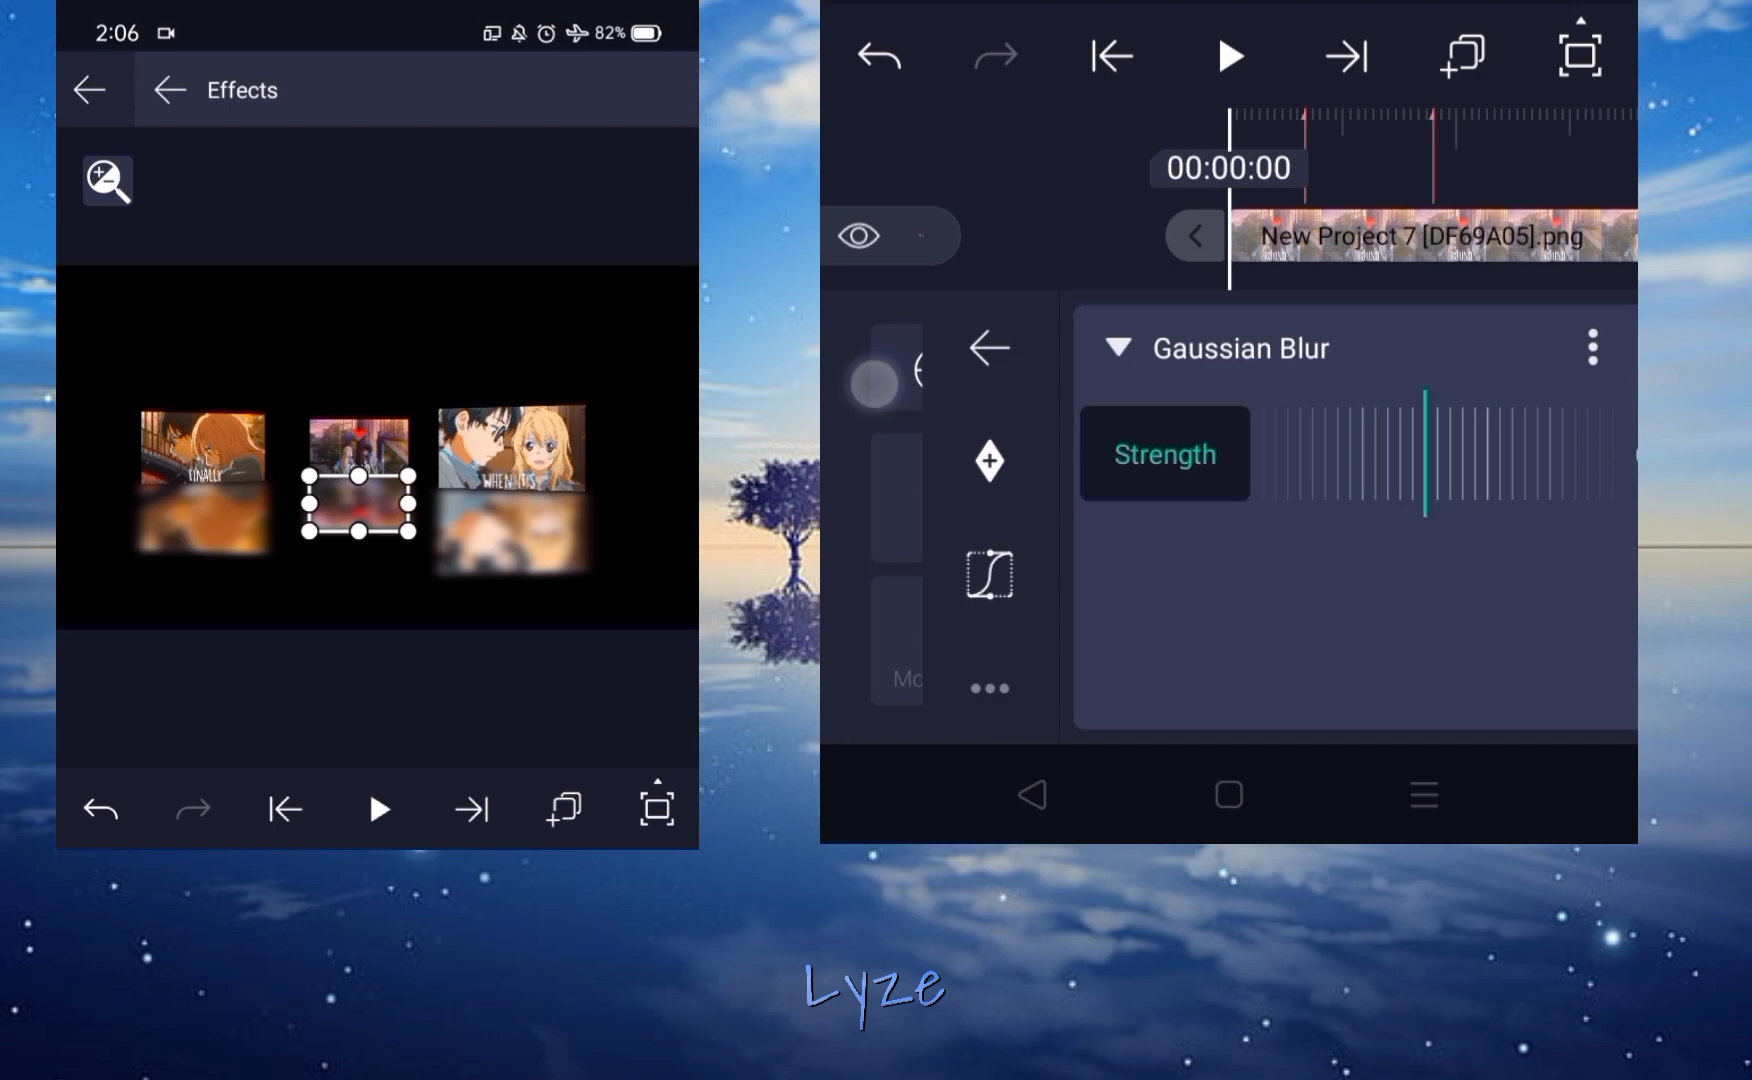 2:06
82%
Effects
FINALLY
WHEN IT'S
00:00:00
New Project 7 [DF69A05].png
Gaussian Blur
Strength
Mo
Lyze